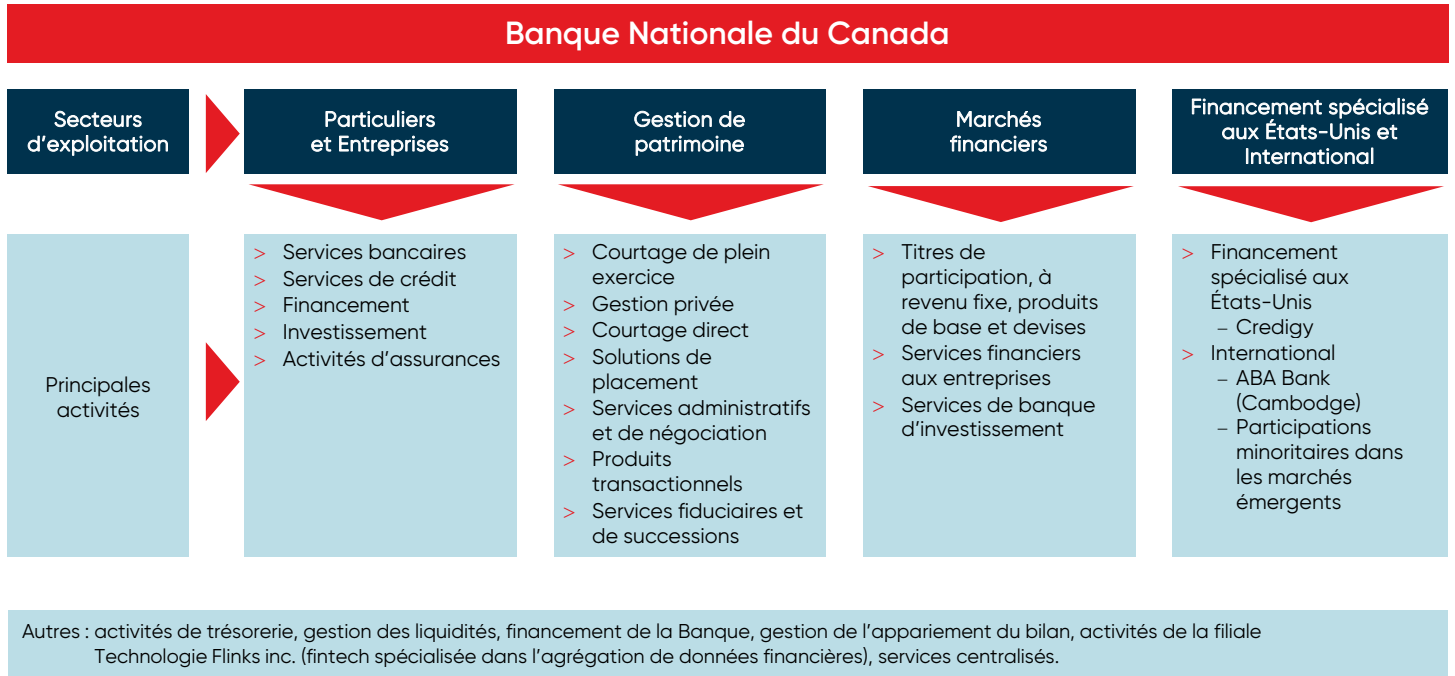 Banque Nationale du Canada
Secteurs
d'exploitation
Particuliers
et Entreprises
Gestion de
patrimoine
Marchés
financiers
Financement spécialisé
aux États-Unis et
International
Principales
activités
> Services bancaires
> Services de crédit
> Financement
> Investissement
> Activités d'assurances
> Courtage de plein
exercice
> Gestion privée
> Courtage direct
> Solutions de
placement
> Services administratifs
et de négociation
> Produits
transactionnels
> Services fiduciaires et
de successions
> Titres de
participation, à
revenu fixe, produits
de base et devises
> Services financiers
aux entreprises
> Services de banque
d'investissement
> Financement
spécialisé aux
États-Unis
– Credigy
> International
– ABA Bank
(Cambodge)
– Participations
minoritaires dans
les marchés
émergents
Autres : activités de trésorerie, gestion des liquidités, financement de la Banque, gestion de l'appariement du bilan, activités de la filiale
Technologie Flinks inc. (fintech spécialisée dans l'agrégation de données financières), services centralisés.